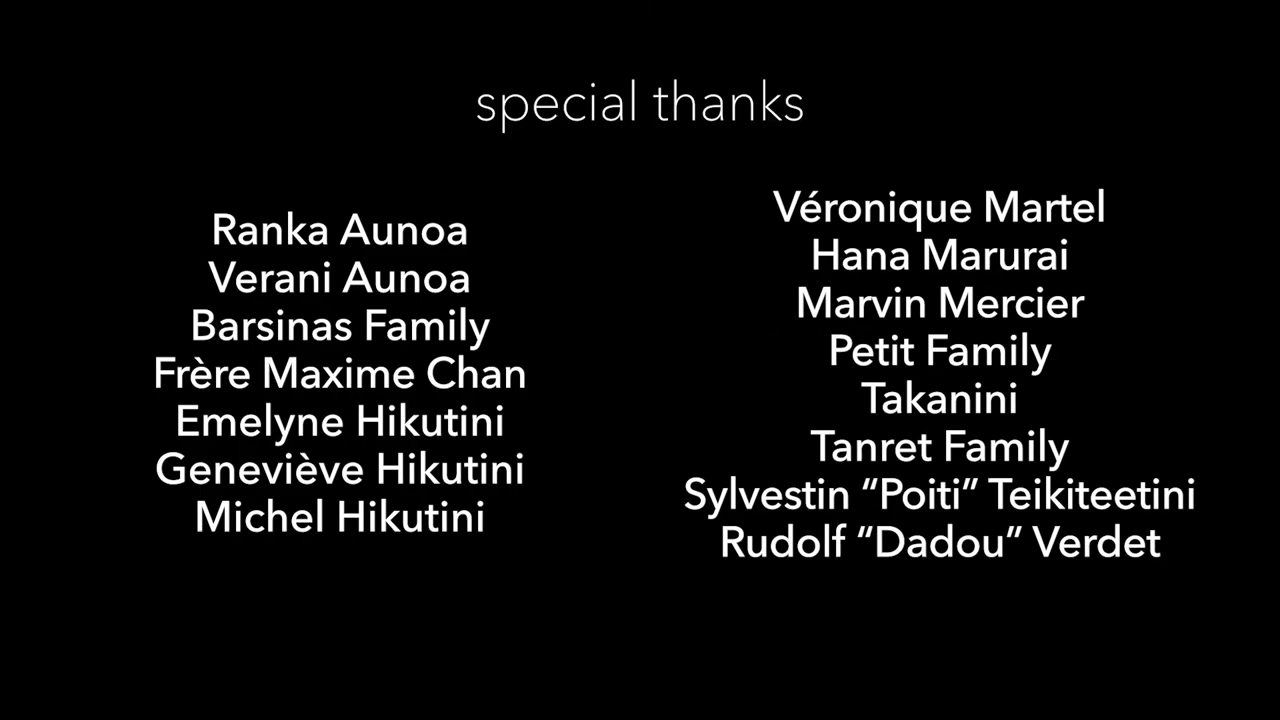 special thanks
Ranka Aunoa
Verani Aunoa
Barsinas Family
Frère Maxime Chan
Emelyne Hikutini
Geneviève Hikutini
Michel Hikutini
Véronique Martel
Hana Marurai
Marvin Mercier
Petit Family
Takanini
Tanret Family
Sylvestin “Poiti” Teikiteetini
Rudolf “Dadou” Verdet